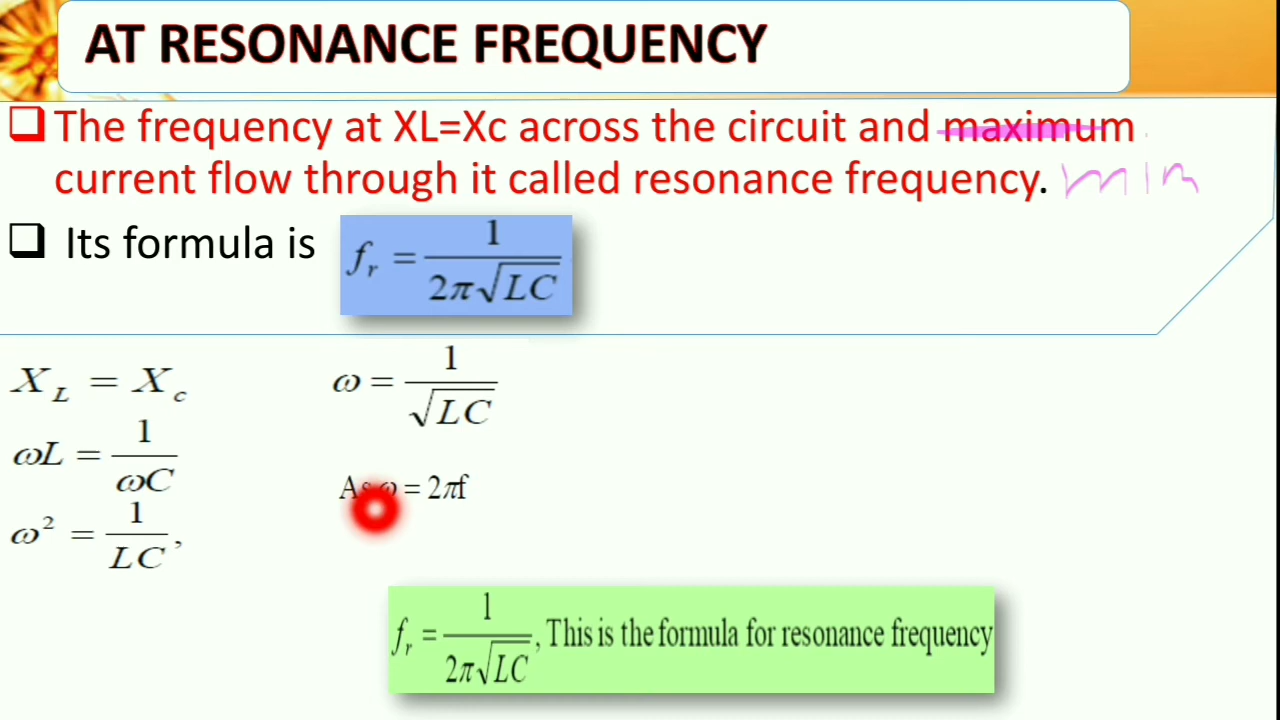 AT RESONANCE FREQUENCY
The frequency at XL=Xc across the circuit and maximum
current flow through it called resonance frequency. min
Its formula is f_r = 1/(2π√LC)
X_L = X_c
ωL = 1/(ωC)
ω² = 1/(LC),
ω = 1/√LC
As ω = 2πf
f_r = 1/(2π√LC), This is the formula for resonance frequency